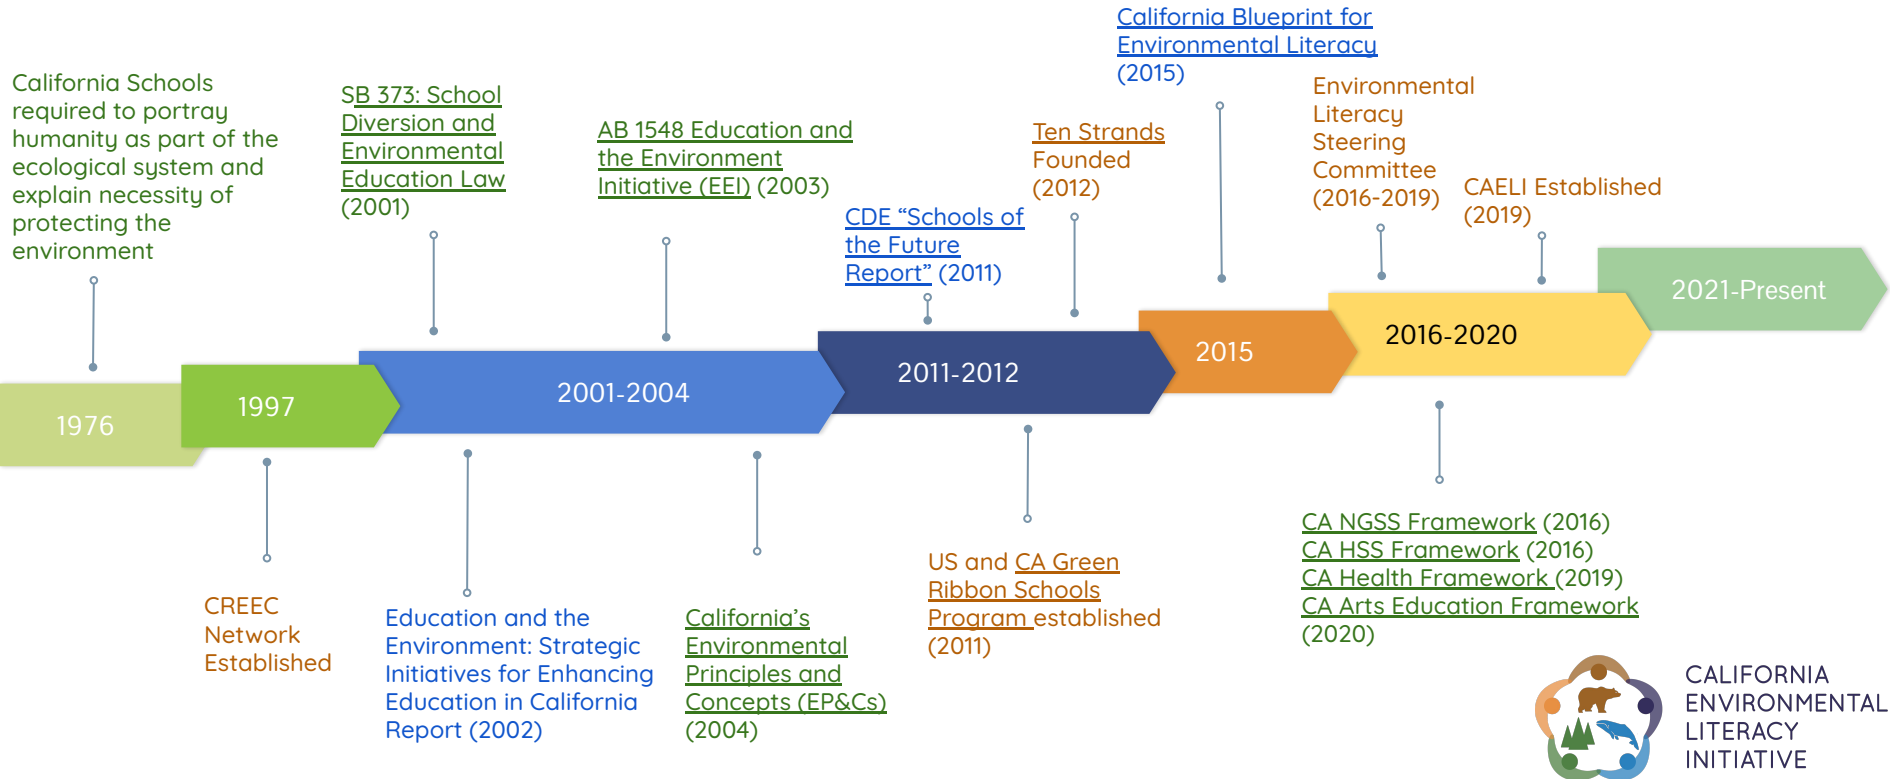 California Schools
required to portray
humanity as part of the
ecological system and
explain necessity of
protecting the
environment
SB 373: School
Diversion and
Environmental
Education Law
(2001)
AB 1548 Education and
the Environment
Initiative (EEI) (2003)
CDE “Schools of
the Future
Report” (2011)
Ten Strands
Founded
(2012)
California Blueprint for
Environmental Literacy
(2015)
Environmental
Literacy
Steering
Committee
(2016-2019)
CAELI Established
(2019)
1976
1997
2001-2004
2011-2012
2015
2016-2020
2021-Present
CREEC
Network
Established
Education and the
Environment: Strategic
Initiatives for Enhancing
Education in California
Report (2002)
California’s
Environmental
Principles and
Concepts (EP&Cs)
(2004)
US and CA Green
Ribbon Schools
Program established
(2011)
CA NGSS Framework (2016)
CA HSS Framework (2016)
CA Health Framework (2019)
CA Arts Education Framework
(2020)
CALIFORNIA
ENVIRONMENTAL
LITERACY
INITIATIVE